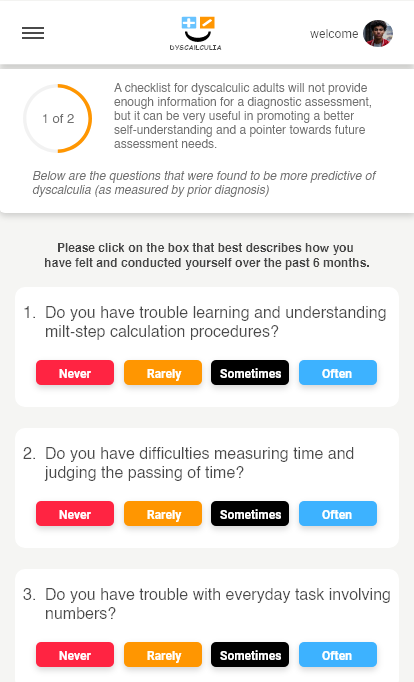 welcome
DYSCAILCULIA
1 of 2
A checklist for dyscalculic adults will not provide
enough information for a diagnostic assessment,
but it can be very useful in promoting a better
self-understanding and a pointer towards future
assessment needs.
Below are the questions that were found to be more predictive of
dyscalculia (as measured by prior diagnosis)
Please click on the box that best describes how you
have felt and conducted yourself over the past 6 months.
1. Do you have trouble learning and understanding
milt-step calculation procedures?
Never Rarely Sometimes Often
2. Do you have difficulties measuring time and
judging the passing of time?
Never Rarely Sometimes Often
3. Do you have trouble with everyday task involving
numbers?
Never Rarely Sometimes Often